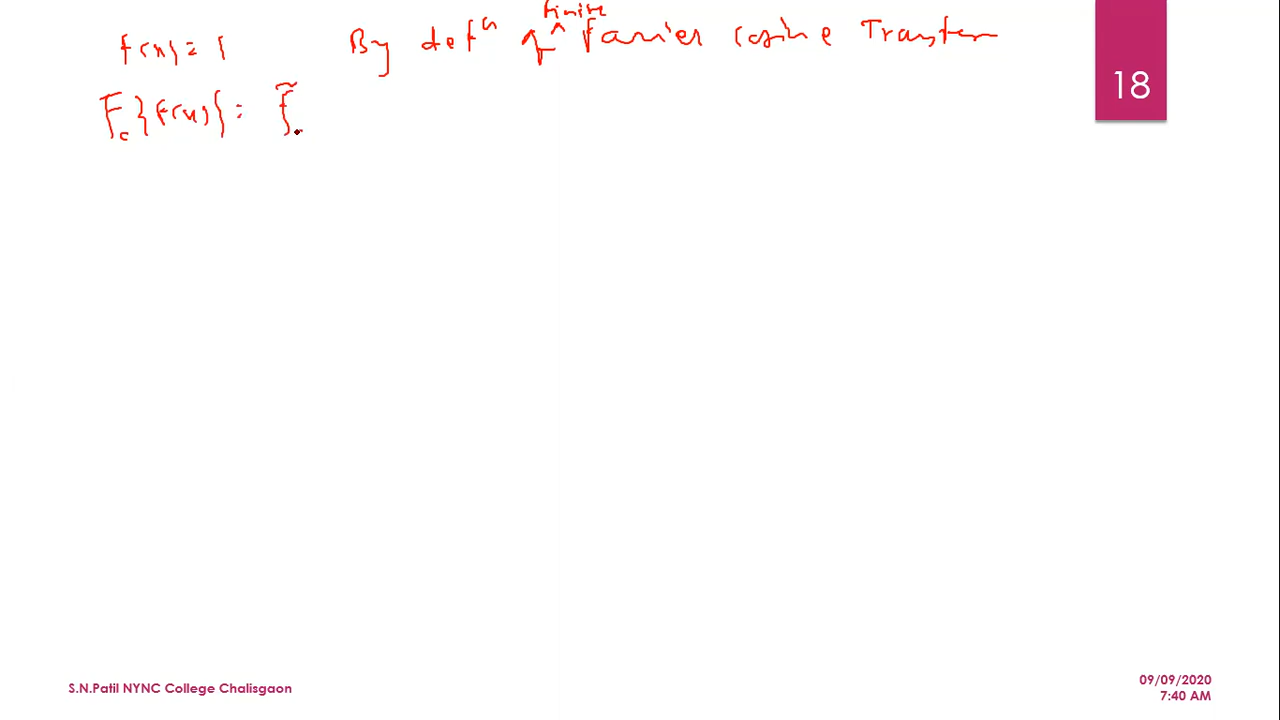 finite
f(x) = 1 By defⁿ of ^ Fourier Cosine Transform
18
F_c {f(x)} = f̃
S.N.Patil NYNC College Chalisgaon
09/09/2020
7:40 AM